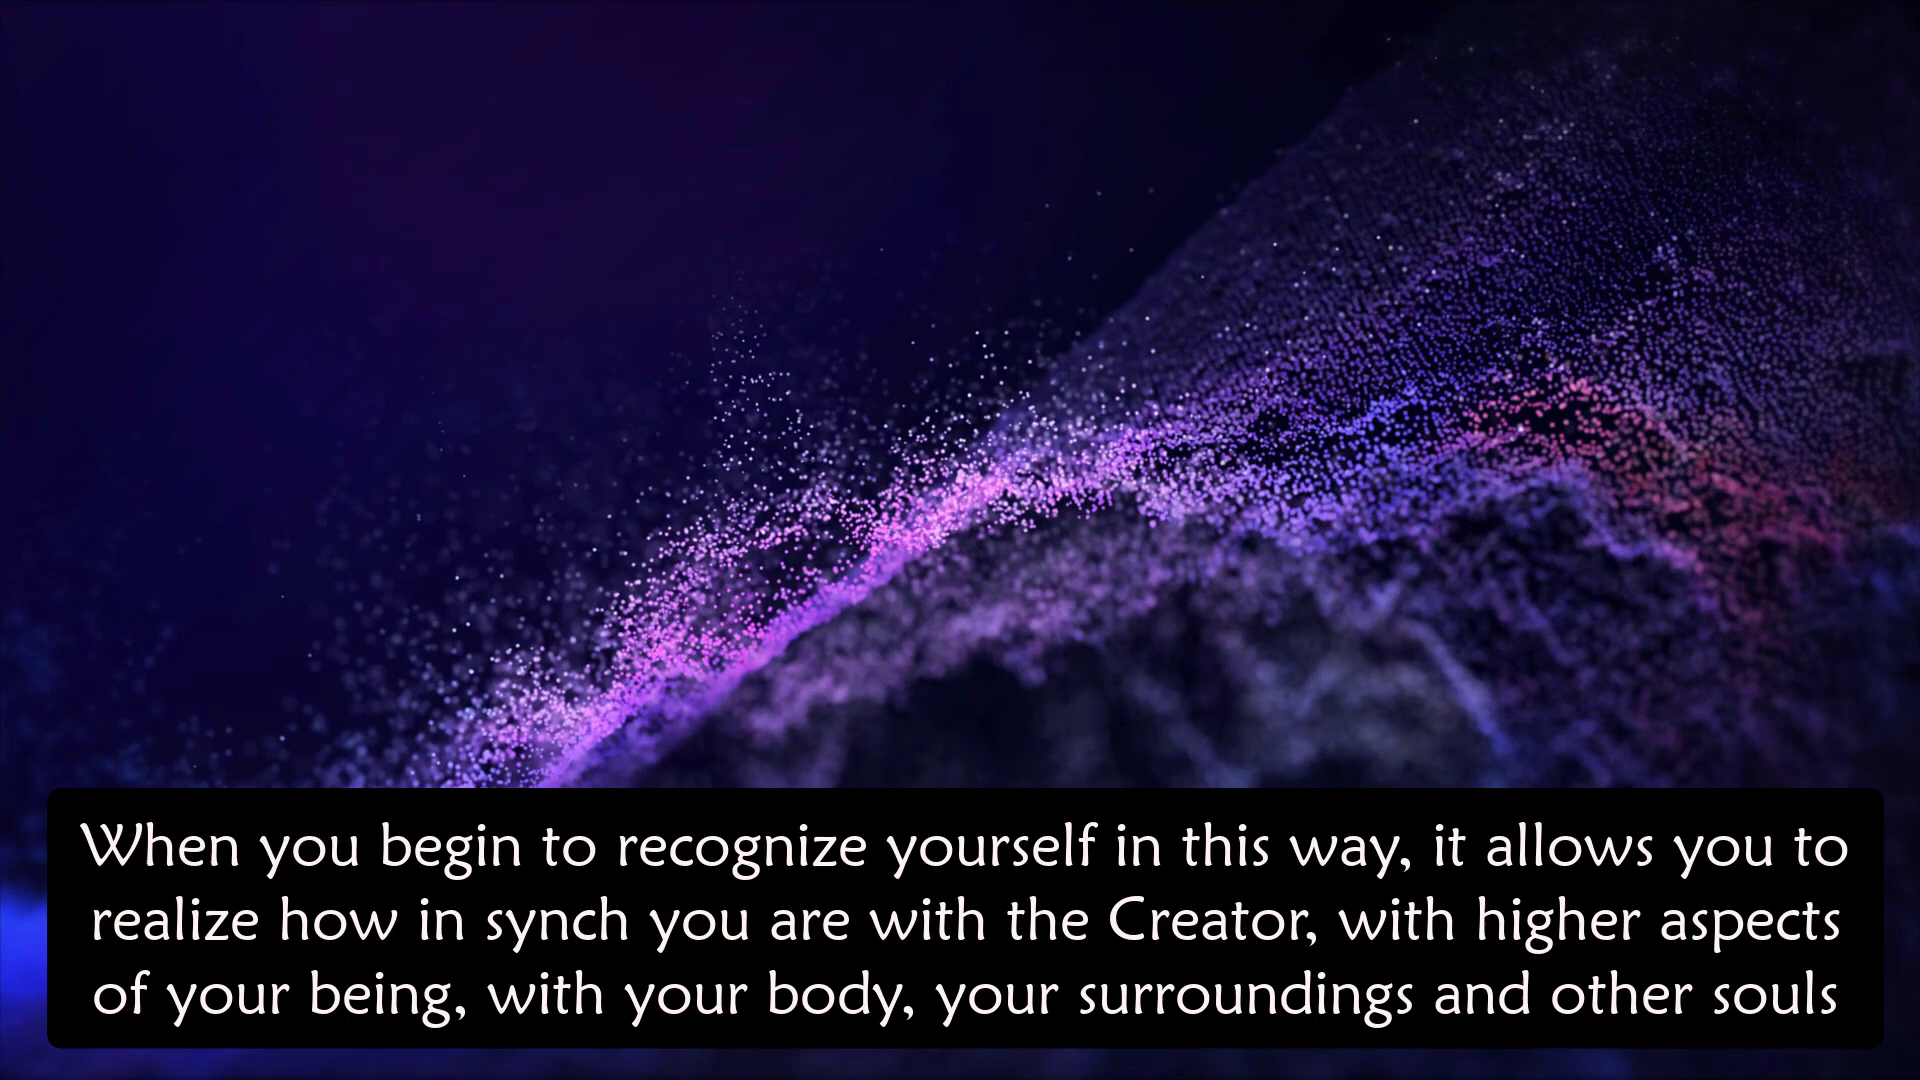 When you begin to recognize yourself in this way, it allows you to
realize how in synch you are with the Creator, with higher aspects
of your being, with your body, your surroundings and other souls